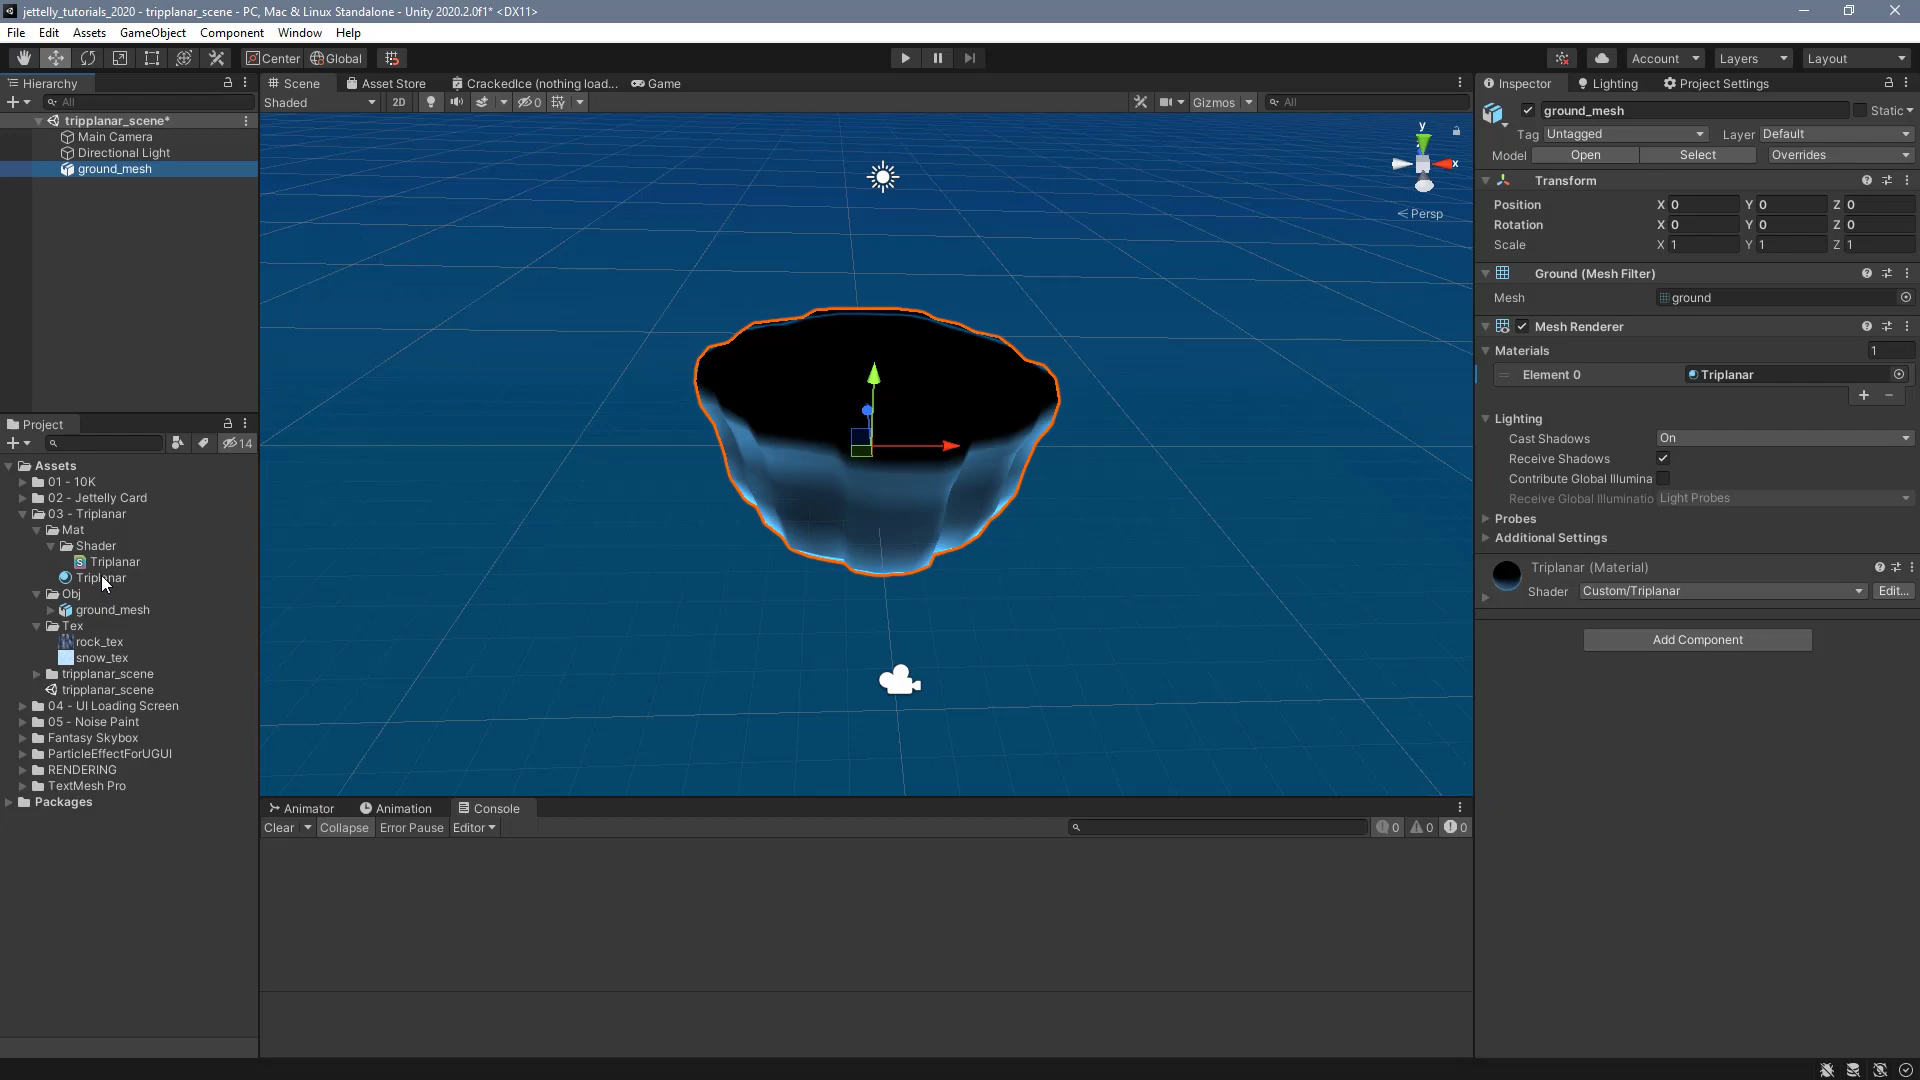 jettelly_tutorials_2020 - tripplanar_scene - PC, Mac & Linux Standalone - Unity 2020.2.0f1* <DX11>
File Edit Assets GameObject Component Window Help
Center Global Account Layers Layout
Hierarchy
All
tripplanar_scene*
Main Camera
Directional Light
ground_mesh
Scene Asset Store CrackedIce (nothing load... Game
Shaded 2D 0 Gizmos All
y
x
< Persp
Project
14
Assets
01 - 10K
02 - Jettelly Card
03 - Triplanar
Mat
Shader
Triplanar
Triplanar
Obj
ground_mesh
Tex
rock_tex
snow_tex
tripplanar_scene
tripplanar_scene
04 - UI Loading Screen
05 - Noise Paint
Fantasy Skybox
ParticleEffectForUGUI
RENDERING
TextMesh Pro
Packages
Animator Animation Console
Clear Collapse Error Pause Editor 0 0 0
Inspector Lighting Project Settings
ground_mesh Static
Tag Untagged Layer Default
Model Open Select Overrides
Transform
Position X 0 Y 0 Z 0
Rotation X 0 Y 0 Z 0
Scale X 1 Y 1 Z 1
Ground (Mesh Filter)
Mesh ground
Mesh Renderer
Materials 1
Element 0 Triplanar
Lighting
Cast Shadows On
Receive Shadows
Contribute Global Illumina
Receive Global Illuminatio Light Probes
Probes
Additional Settings
Triplanar (Material)
Shader Custom/Triplanar Edit...
Add Component